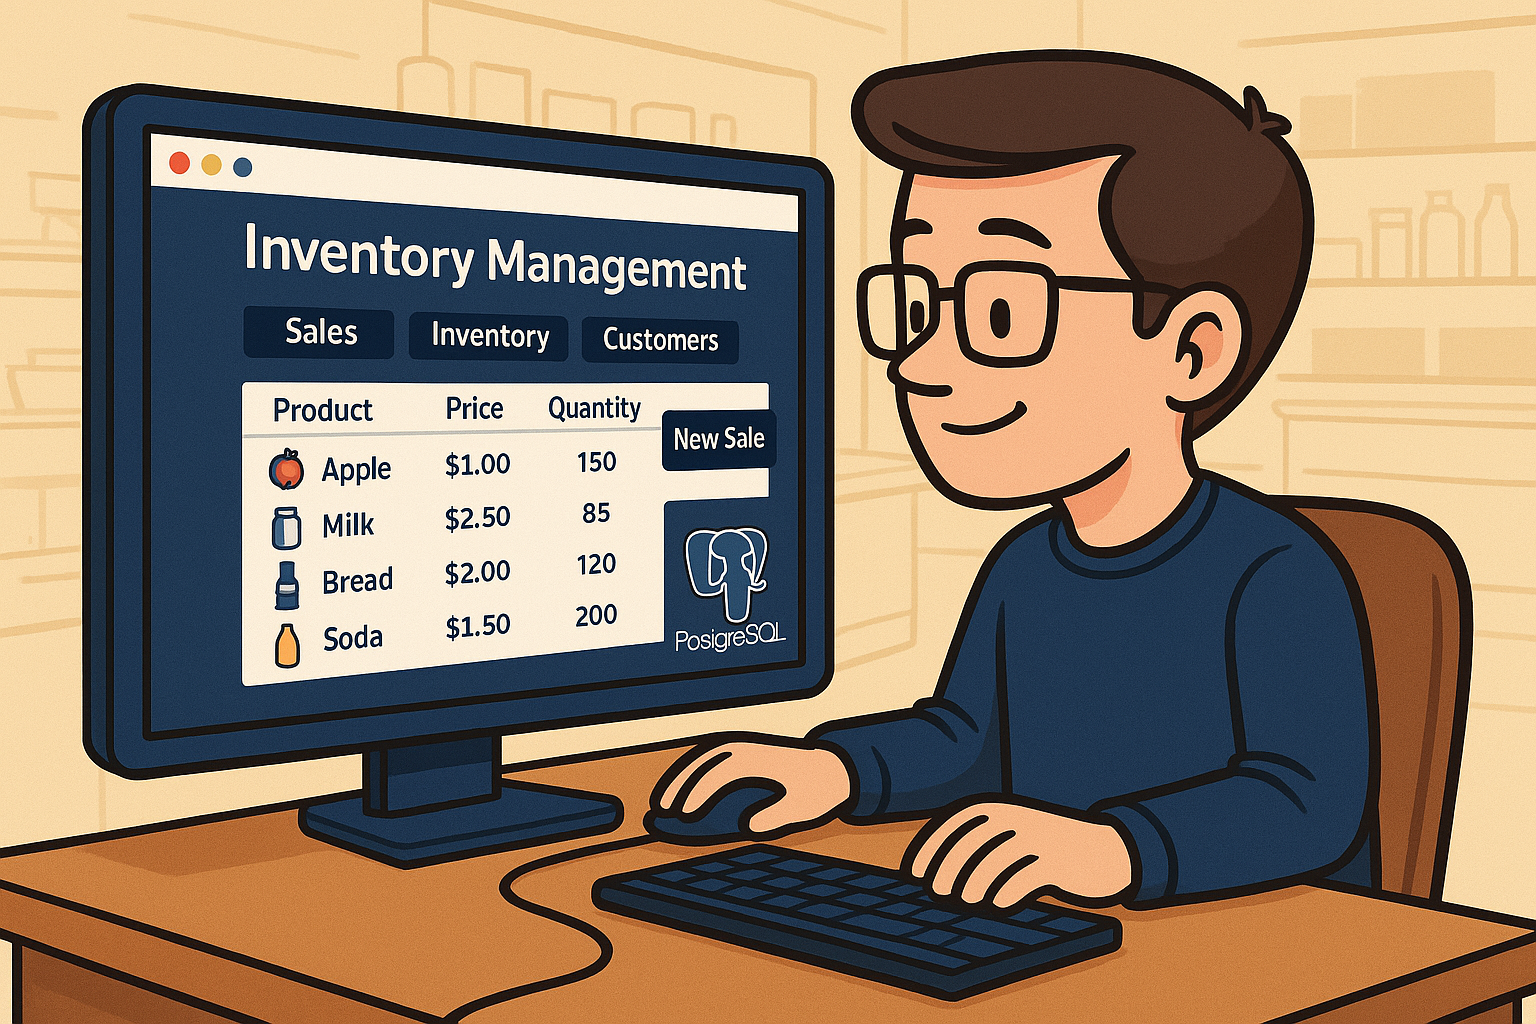 Inventory Management
Sales Inventory Customers
Product Price Quantity
New Sale
Apple $1.00 150
Milk $2.50 85
Bread $2.00 120
Soda $1.50 200
PosigreSQL